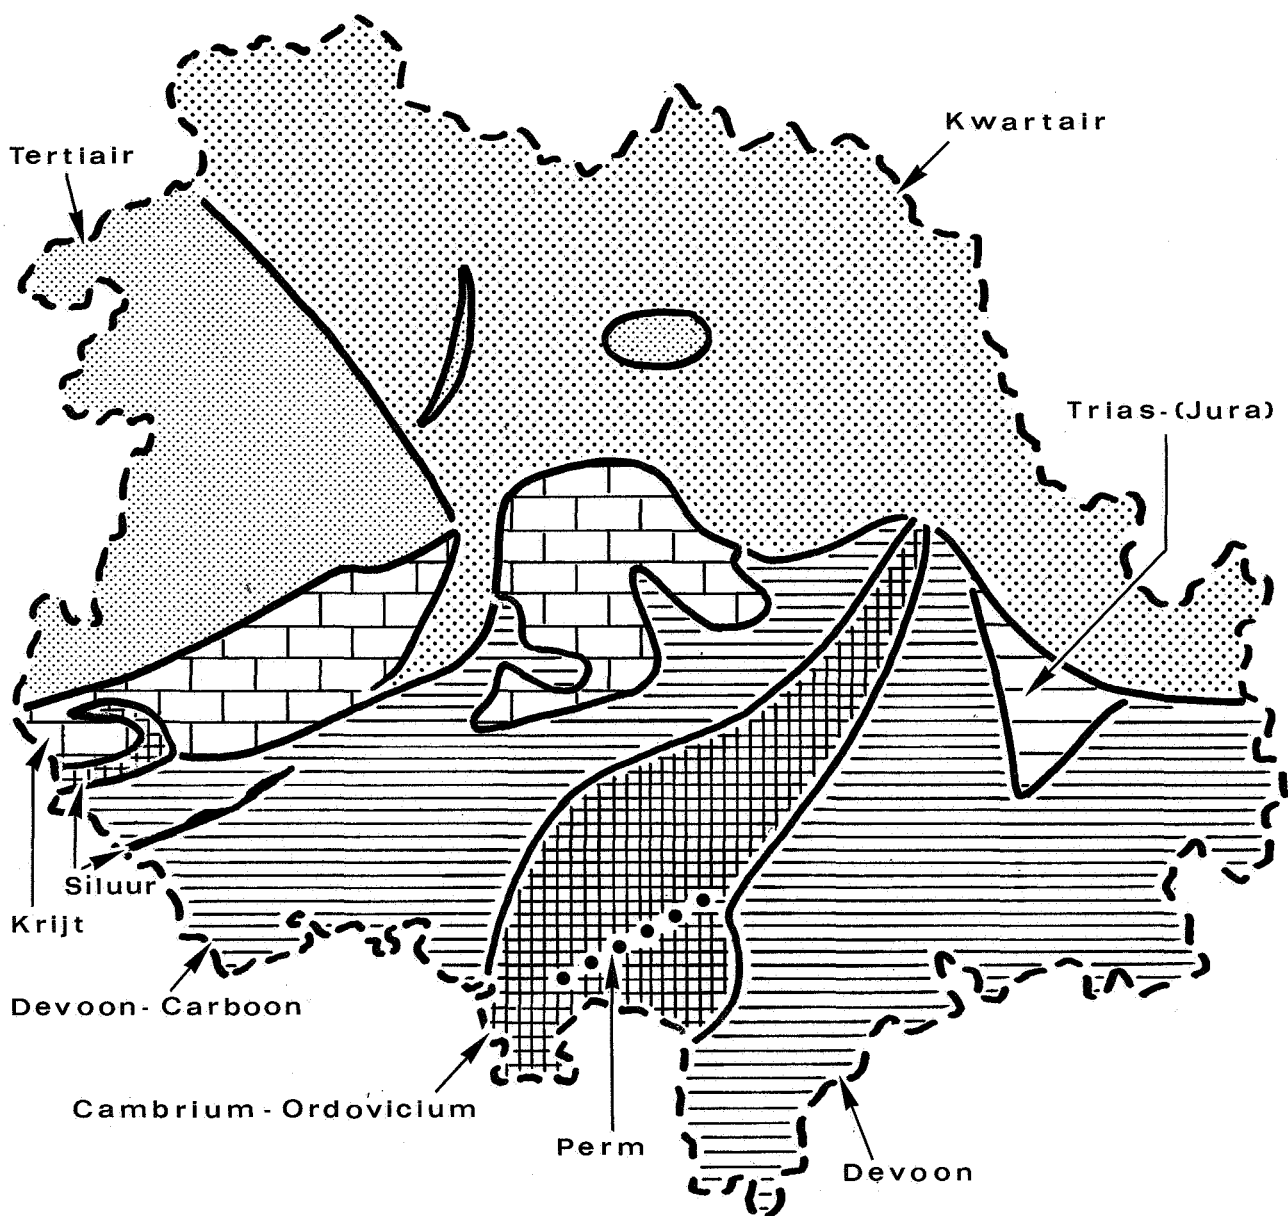 Kwartair
Tertiair
Trias-(Jura)
Siluur
Krijt
Devoon-Carboon
Cambrium-Ordovicium
Perm
Devoon